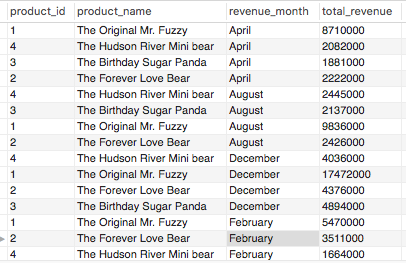 product_id product_name revenue_month total_revenue
1 The Original Mr. Fuzzy April 8710000
4 The Hudson River Mini bear April 2082000
3 The Birthday Sugar Panda April 1881000
2 The Forever Love Bear April 2222000
4 The Hudson River Mini bear August 2445000
3 The Birthday Sugar Panda August 2137000
1 The Original Mr. Fuzzy August 9836000
2 The Forever Love Bear August 2426000
4 The Hudson River Mini bear December 4036000
1 The Original Mr. Fuzzy December 17472000
2 The Forever Love Bear December 4376000
3 The Birthday Sugar Panda December 4894000
1 The Original Mr. Fuzzy February 5470000
2 The Forever Love Bear February 3511000
4 The Hudson River Mini bear February 1664000